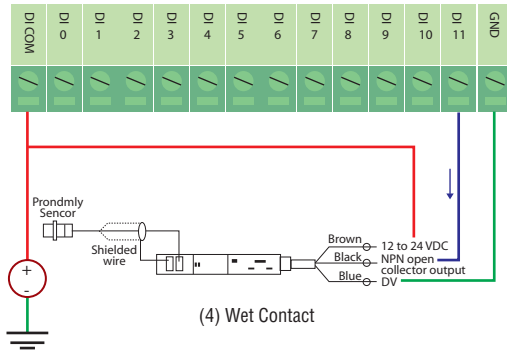 DI COM
DI 0
DI 1
DI 2
DI 3
DI 4
DI 5
DI 6
DI 7
DI 8
DI 9
DI 10
DI 11
GND
Prondmly
Sencor
Shielded
wire
Brown
12 to 24 VDC
Black
NPN open
collector output
Blue
DV
+
-
(4) Wet Contact